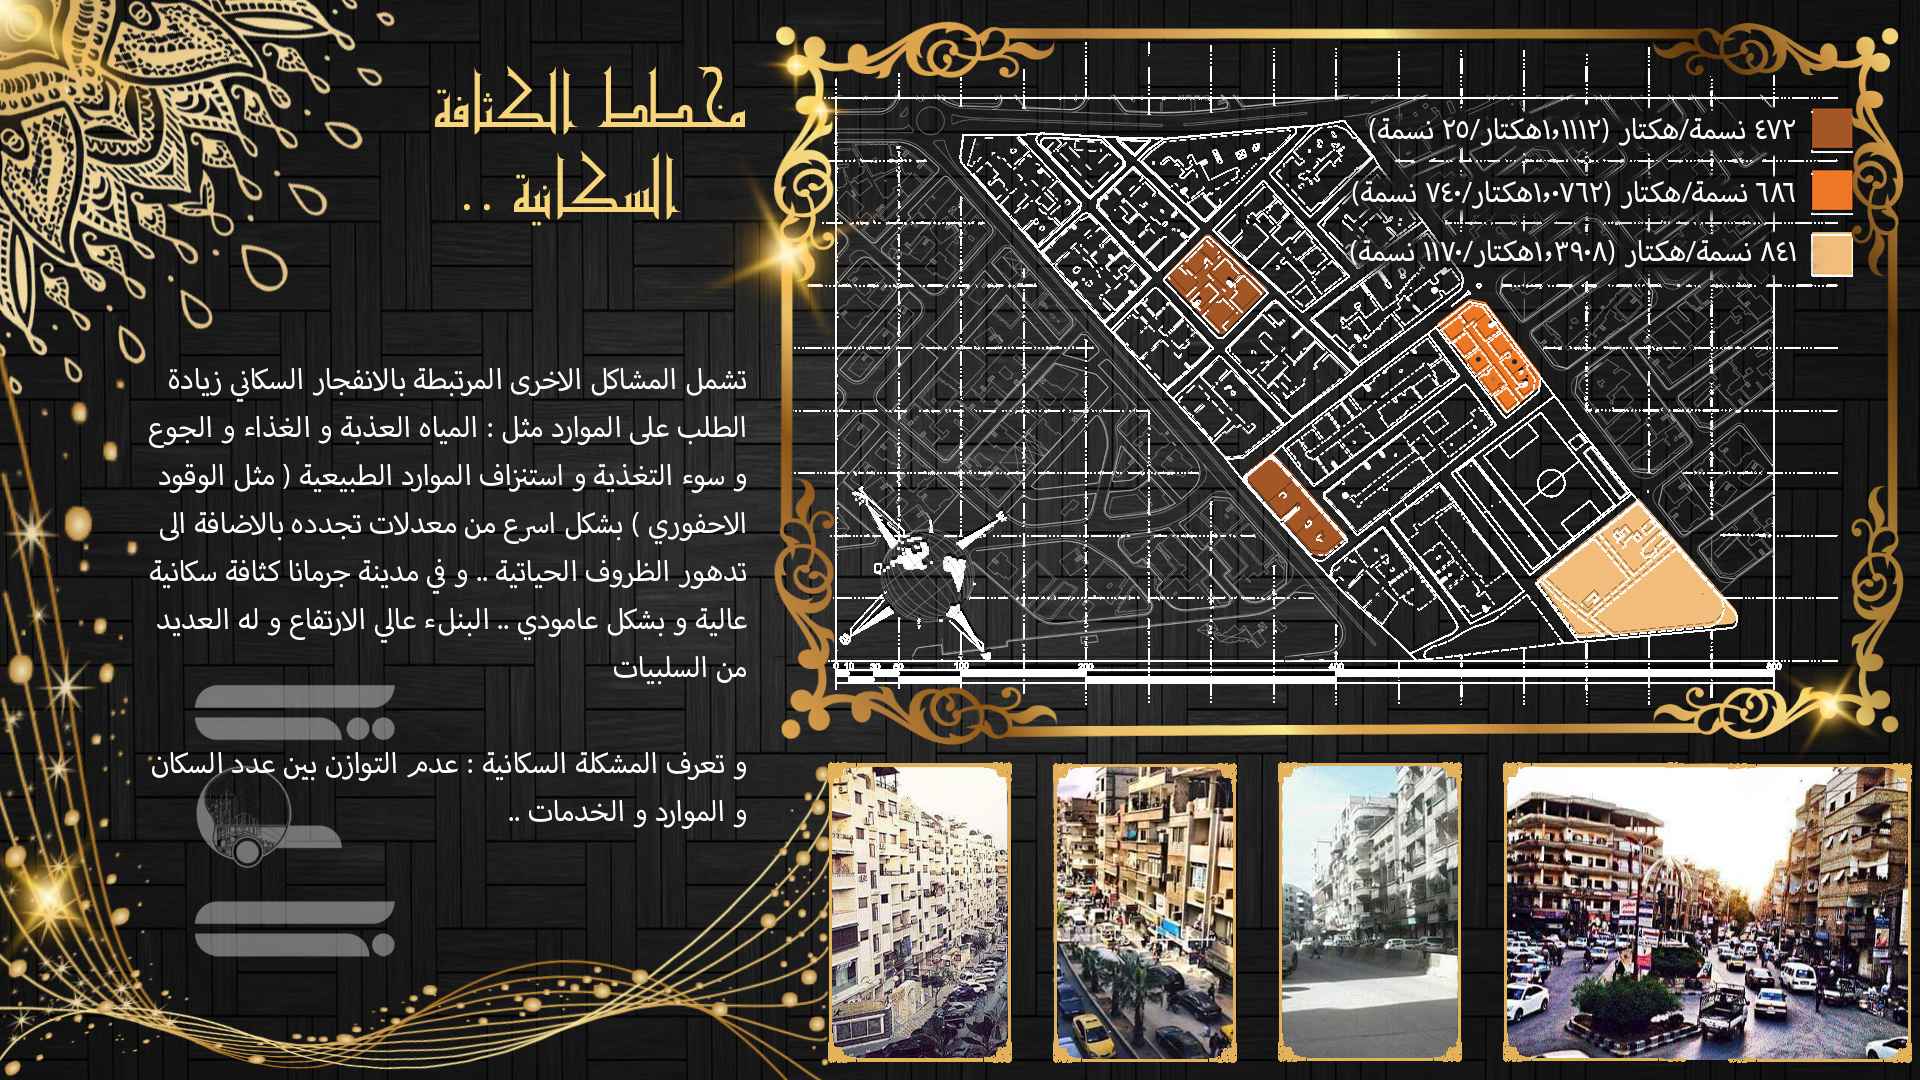 مخطط الكثافة
السكانية ..
تشمل المشاكل الاخرى المرتبطة بالانفجار السكاني زيادة
الطلب على الموارد مثل : المياه العذبة و الغذاء و الجوع
و سوء التغذية و استنزاف الموارد الطبيعية ( مثل الوقود
الاحفوري ) بشكل اسرع من معدلات تجدده بالاضافة الى
تدهور الظروف الحياتية .. و في مدينة جرمانا كثافة سكانية
عالية و بشكل عامودي .. البنلء عالي الارتفاع و له العديد
من السلبيات
و تعرف المشكلة السكانية : عدم التوازن بين عدد السكان
و الموارد و الخدمات ..
٤٧٢ نسمة/هكتار (١,١١١٢هكتار/٢٥ نسمة)
٦٨٦ نسمة/هكتار (١,٠٧٦٢هكتار/٧٤٠ نسمة)
٨٤١ نسمة/هكتار (١,٣٩٠٨هكتار/١١٧٠ نسمة)
0 10 30 50 100 200 400 800